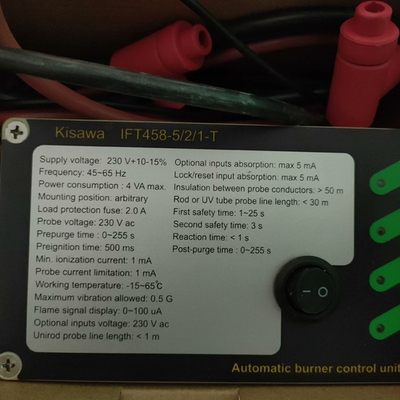 Kisawa IFT458-5/2/1-T
Supply voltage: 230 V+10-15%
Frequency: 45~65 Hz
Power consumption : 4 VA max.
Mounting position: arbitrary
Load protection fuse: 2.0 A
Probe voltage: 230 V ac
Prepurge time : 0~255 s
Preignition time: 500 ms
Min. ionization current: 1 mA
Probe current limitation: 1 mA
Working temperature: -15~65℃
Maximum vibration allowed: 0.5 G
Flame signal display: 0~100 uA
Optional inputs voltage: 230 V ac
Unirod probe line length: < 1 m
Optional inputs absorption: max 5 mA
Lock/reset input absorption: max 5 mA
Insulation between probe conductors: > 50 m
Rod or UV tube probe line length: < 30 m
First safety time: 1~25 s
Second safety time: 3 s
Reaction time: < 1 s
Post-purge time : 0~255 s
Automatic burner control unit